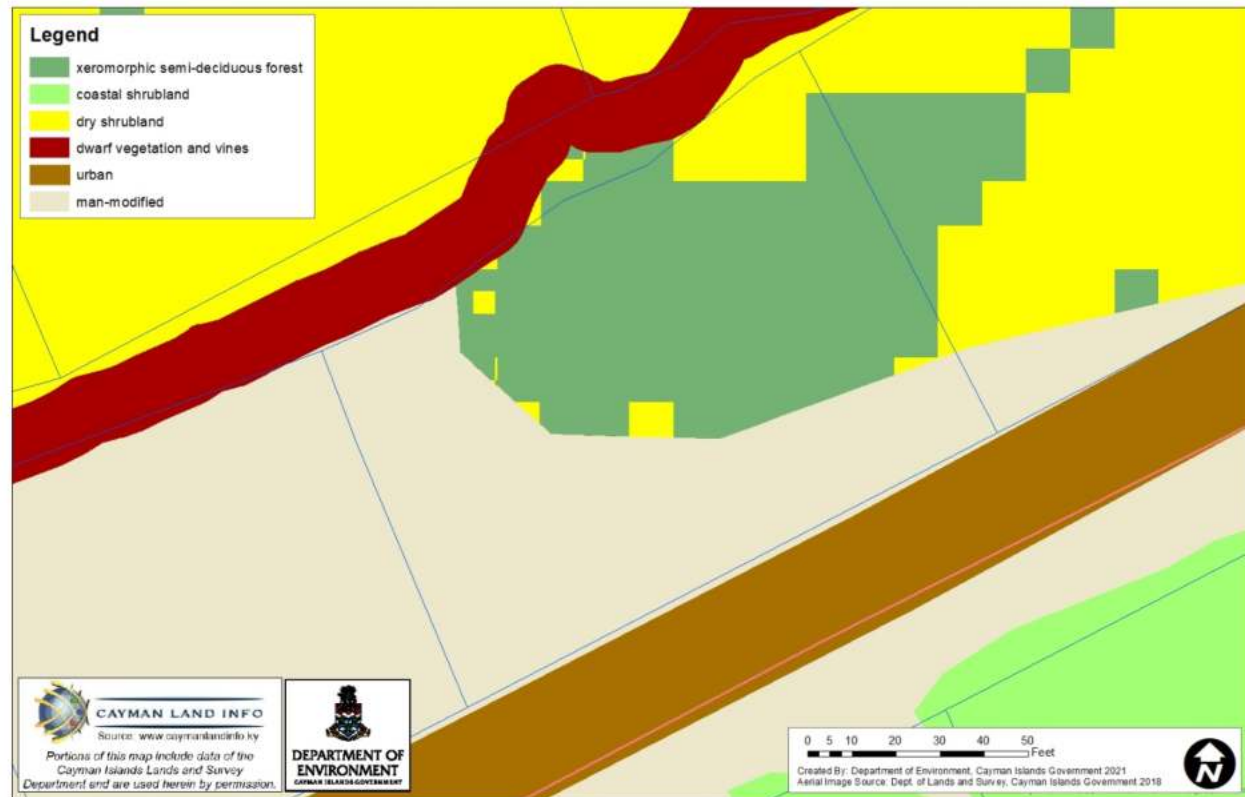 Legend
xeromorphic semi-deciduous forest
coastal shrubland
dry shrubland
dwarf vegetation and vines
urban
man-modified
CAYMAN LAND INFO
Source: www.caymanlandinfo.ky
Portions of this map include data of the
Cayman Islands Lands and Survey
Department and are used herein by permission.
DEPARTMENT OF
ENVIRONMENT
CAYMAN ISLANDS GOVERNMENT
0 5 10 20 30 40 50
Feet
Created By: Department of Environment, Cayman Islands Government 2021
Aerial Image Source: Dept. of Lands and Survey, Cayman Islands Government 2018
N